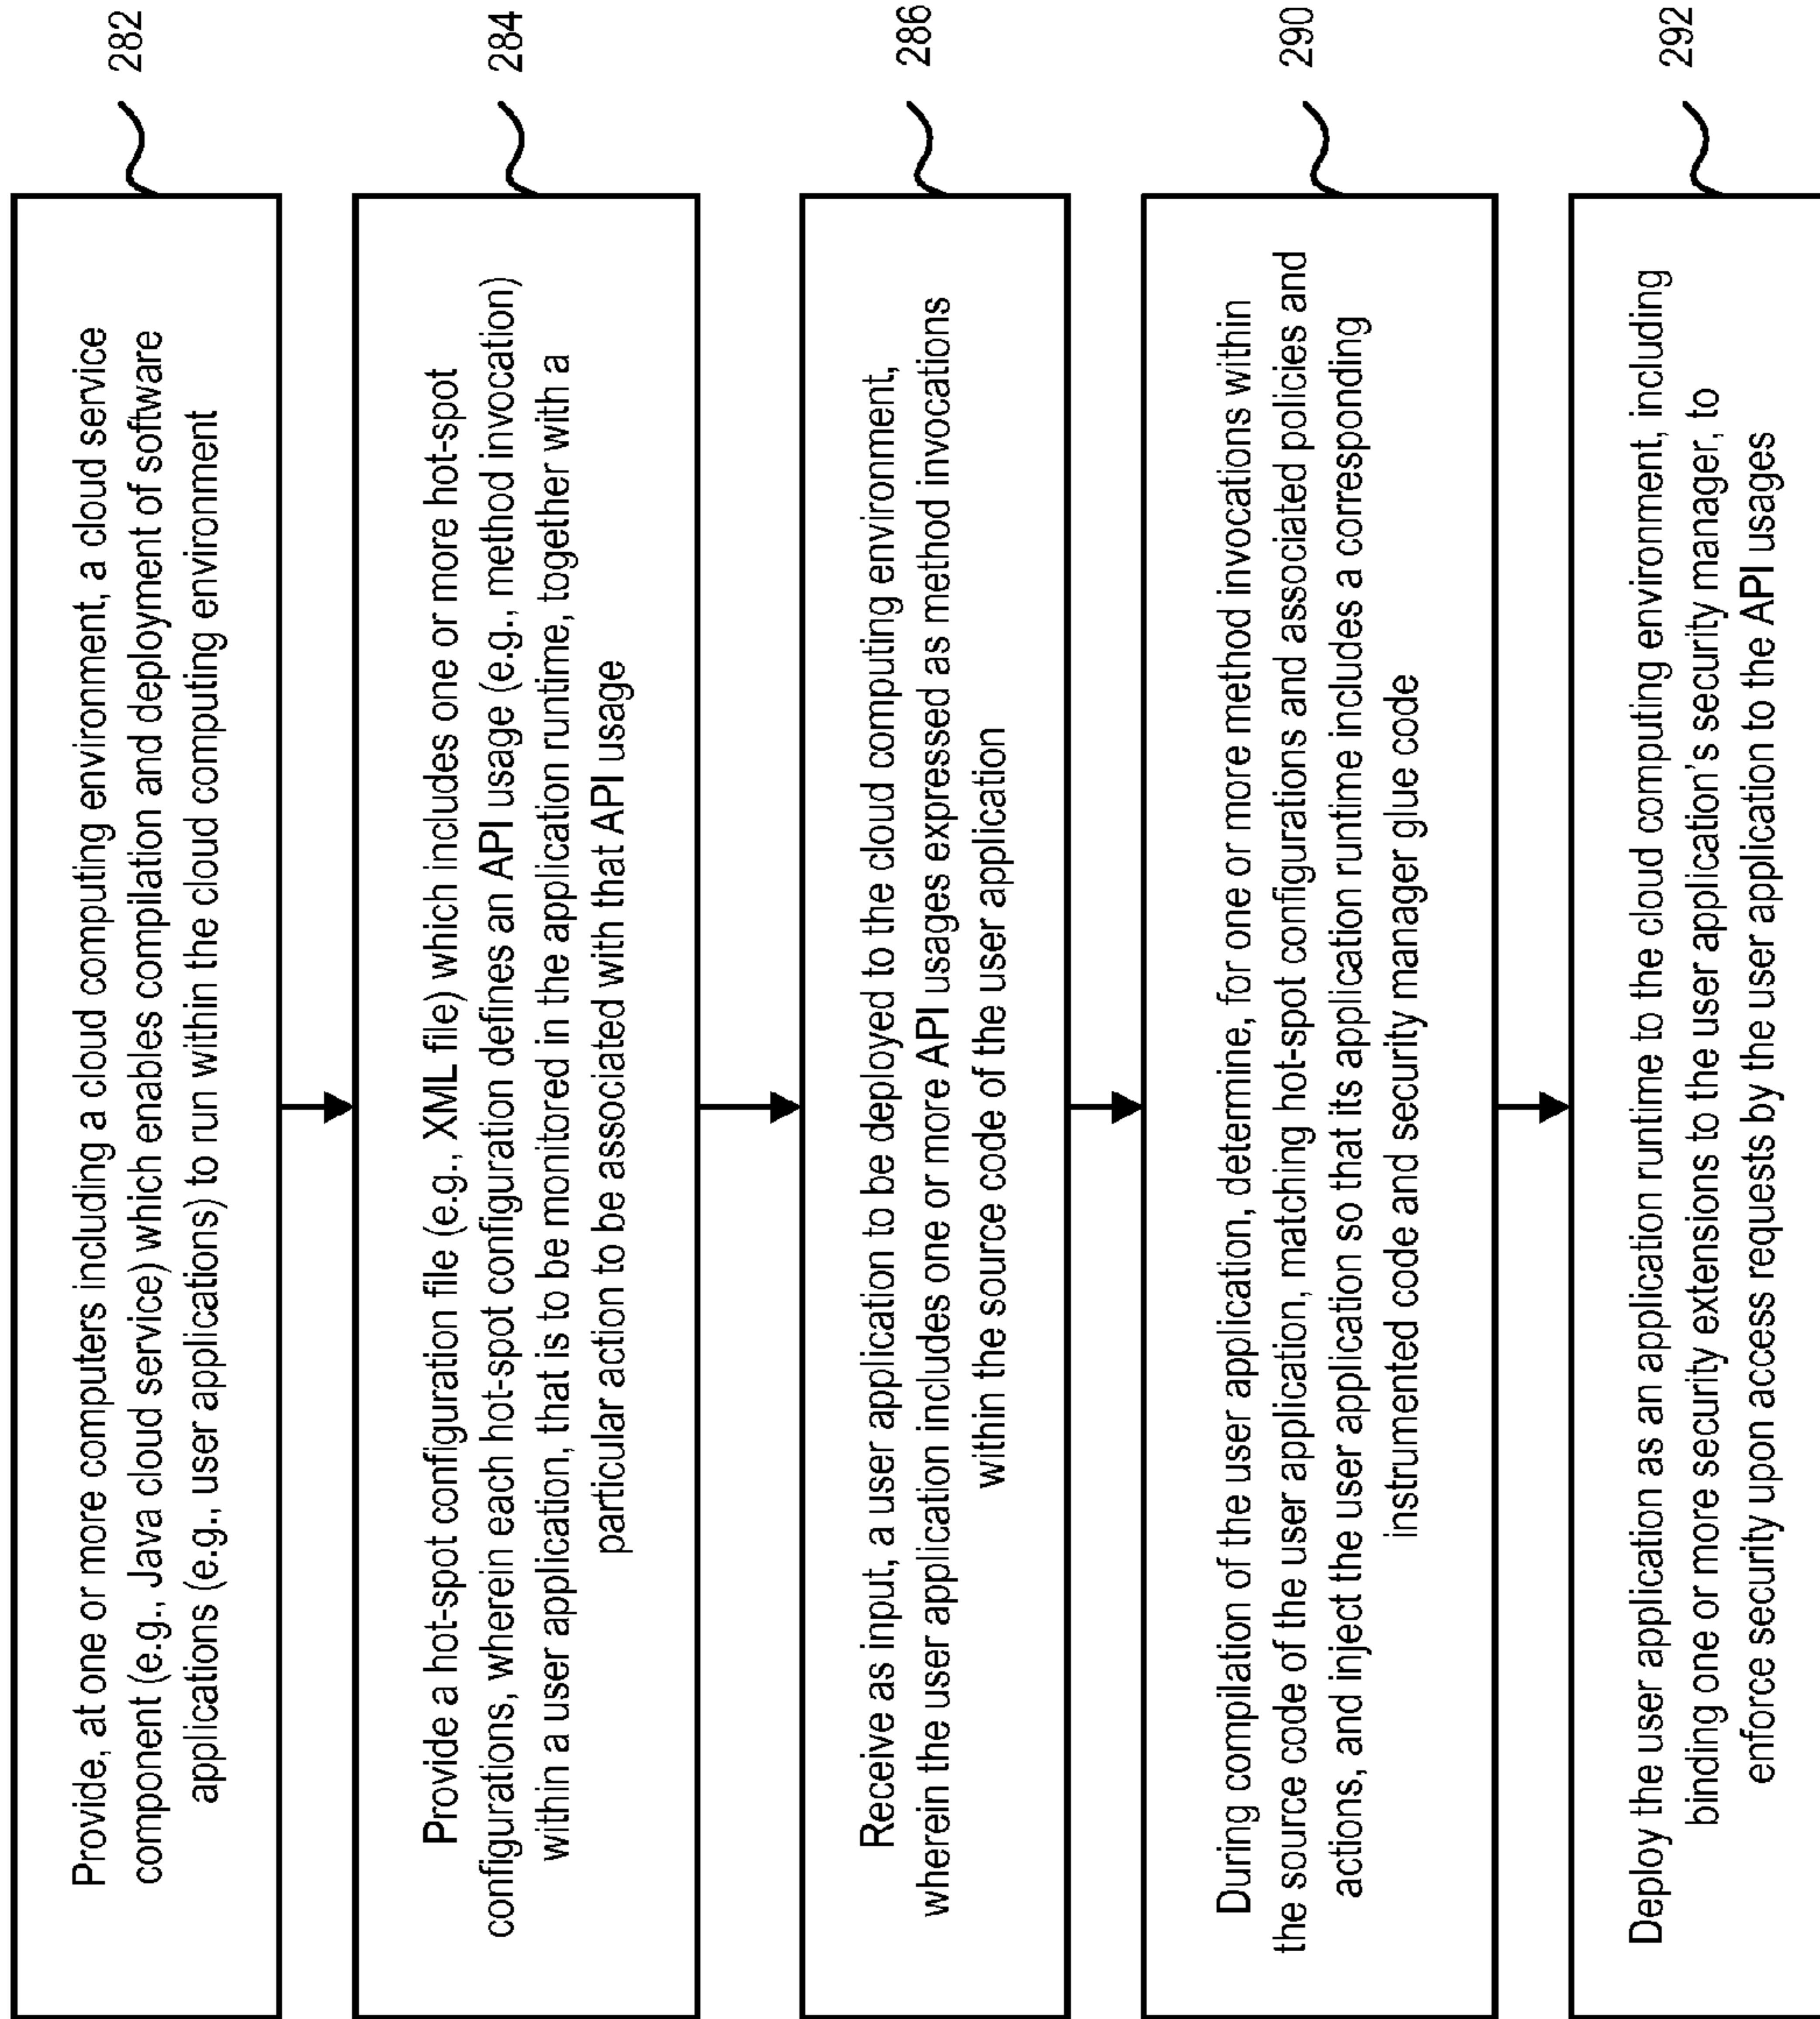 Provide, at one or more computers including a cloud computing environment, a cloud service
component (e.g., Java cloud service) which enables compilation and deployment of software
applications (e.g., user applications) to run within the cloud computing environment
282
Provide a hot-spot configuration file (e.g., XML file) which includes one or more hot-spot
configurations, wherein each hot-spot configuration defines an API usage (e.g., method invocation)
within a user application, that is to be monitored in the application runtime, together with a
particular action to be associated with that API usage
284
Receive as input, a user application to be deployed to the cloud computing environment,
wherein the user application includes one or more API usages expressed as method invocations
within the source code of the user application
286
During compilation of the user application, determine, for one or more method invocations within
the source code of the user application, matching hot-spot configurations and associated policies and
actions, and inject the user application so that its application runtime includes a corresponding
instrumented code and security manager glue code
290
Deploy the user application as an application runtime to the cloud computing environment, including
binding one or more security extensions to the user application's security manager, to
enforce security upon access requests by the user application to the API usages
292